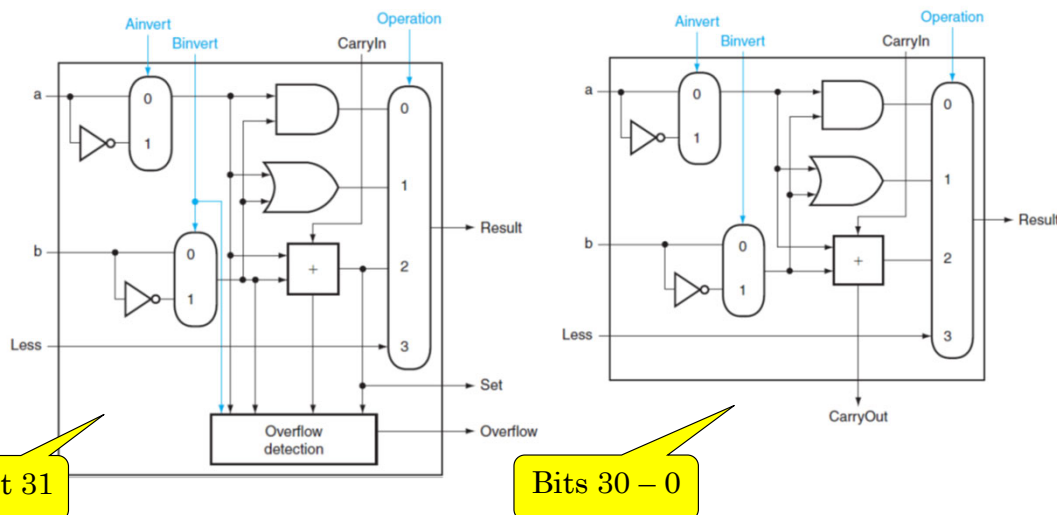 Ainvert
Binvert
CarryIn
Operation
a
0
1
0
1
b
0
1
+
2
Result
Less
3
Set
Overflow detection
Overflow
t 31
Ainvert
Binvert
CarryIn
Operation
a
0
1
0
1
b
0
1
+
2
Result
Less
3
CarryOut
Bits 30 – 0